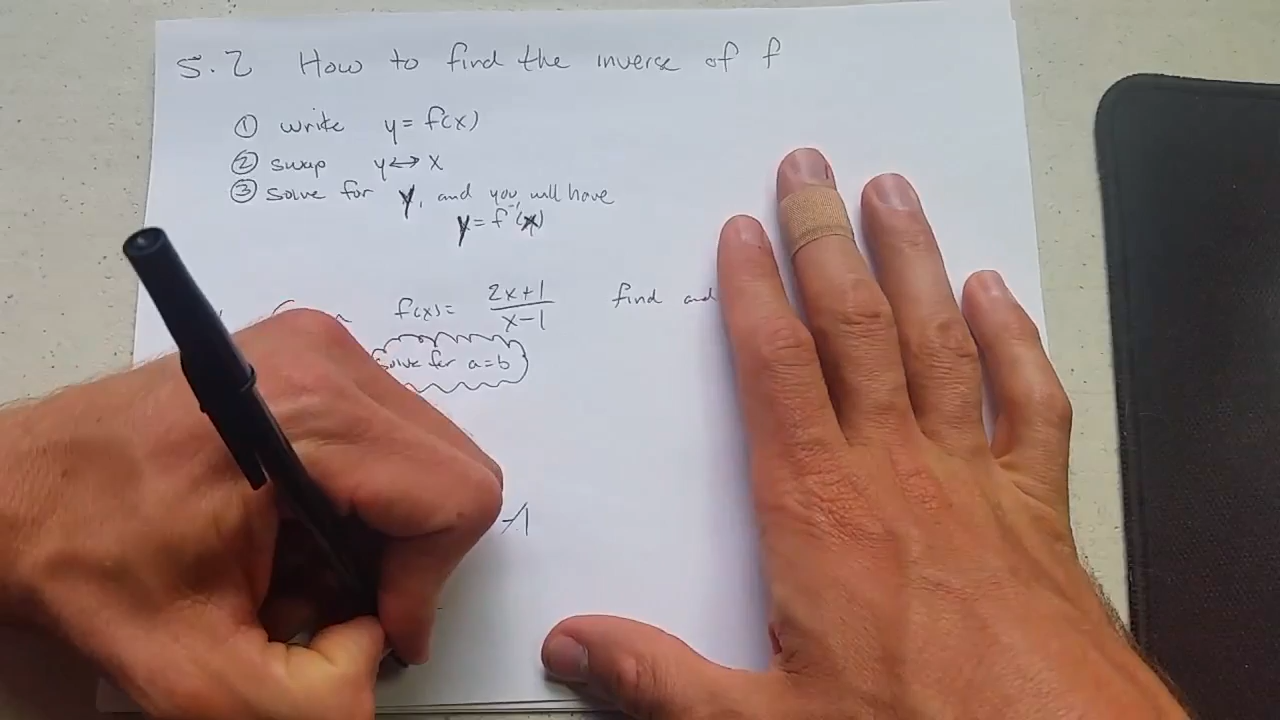 5.2 How to find the inverse of f
① write y = f(x)
② swap y↔x
③ solve for y, and you will have
y = f⁻¹(x)
f(x) = (2x+1)/(x-1) find and
solve for a=b
-1